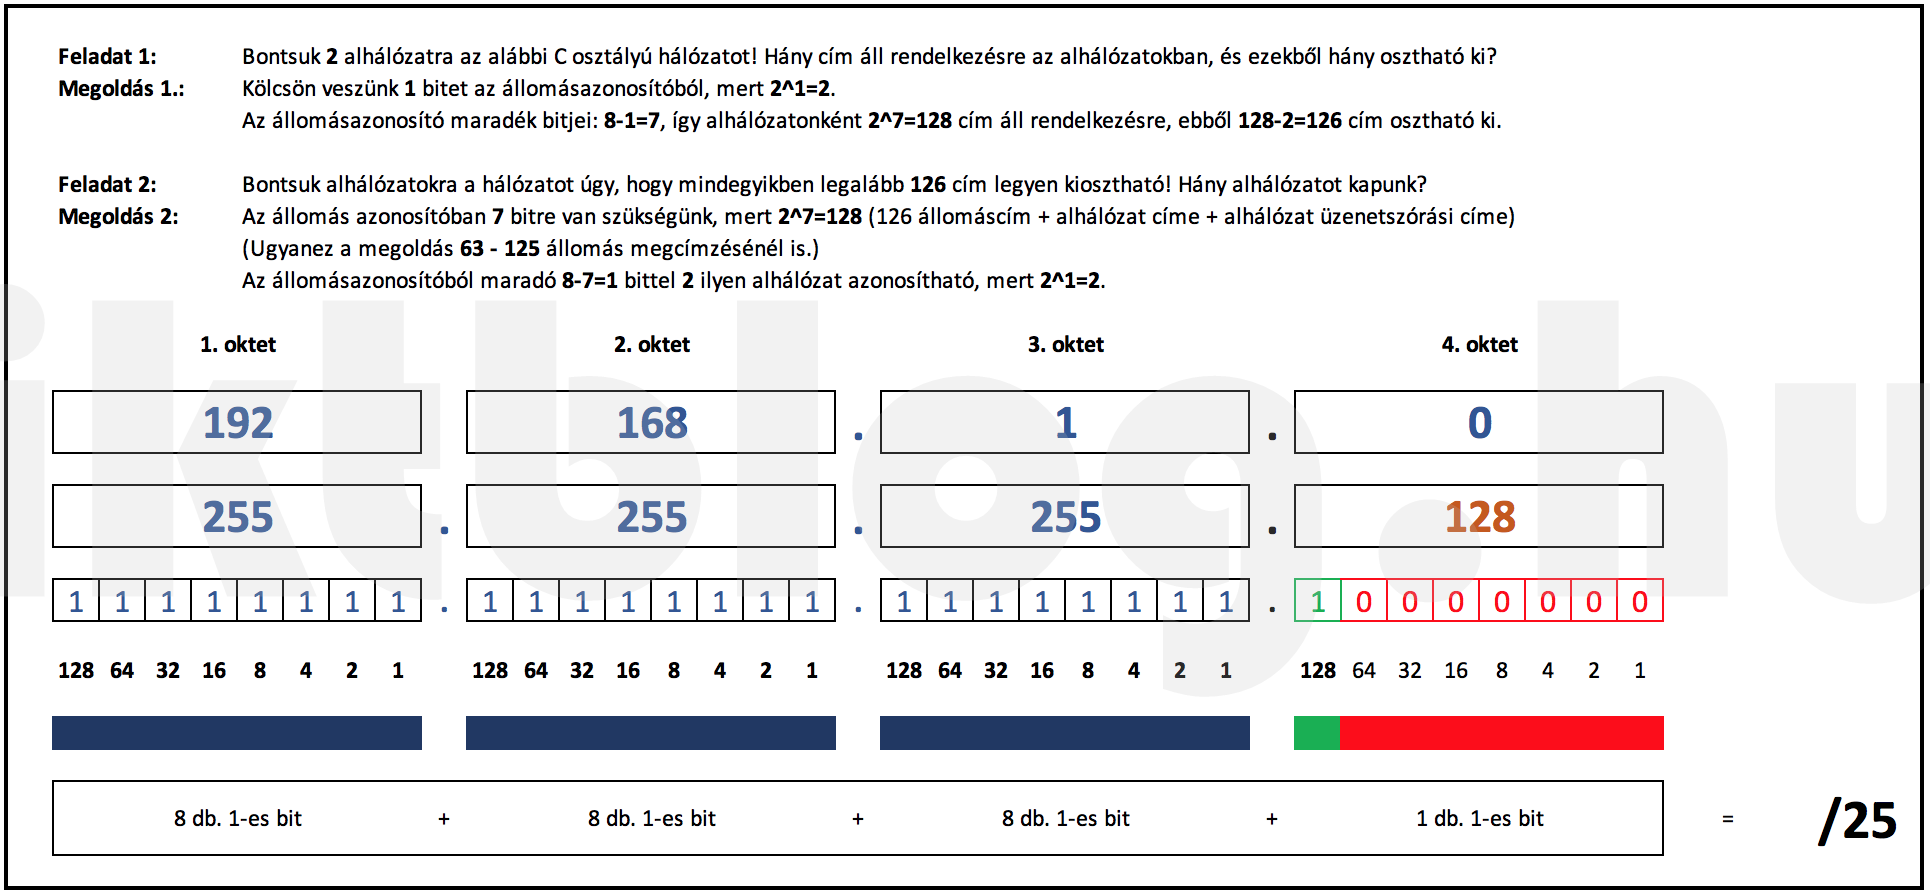 Feladat 1: Bontsuk 2 alhálózatra az alábbi C osztályú hálózatot! Hány cím áll rendelkezésre az alhálózatokban, és ezekből hány osztható ki?
Megoldás 1.: Kölcsön veszünk 1 bitet az állomásazonosítóból, mert 2^1=2.
Az állomásazonosító maradék bitjei: 8-1=7, így alhálózatonként 2^7=128 cím áll rendelkezésre, ebből 128-2=126 cím osztható ki.
Feladat 2: Bontsuk alhálózatokra a hálózatot úgy, hogy mindegyikben legalább 126 cím legyen kiosztható! Hány alhálózatot kapunk?
Megoldás 2: Az állomás azonosítóban 7 bitre van szükségünk, mert 2^7=128 (126 állomáscím + alhálózat címe + alhálózat üzenetszórási címe)
(Ugyanez a megoldás 63 - 125 állomás megcímzésénél is.)
Az állomásazonosítóból maradó 8-7=1 bittel 2 ilyen alhálózat azonosítható, mert 2^1=2.
iktblog.hu
1. oktet 2. oktet 3. oktet 4. oktet
192 168 . 1 . 0
255 . 255 . 255 . 128
1 1 1 1 1 1 1 1 . 1 1 1 1 1 1 1 1 . 1 1 1 1 1 1 1 1 . 1 0 0 0 0 0 0 0
128 64 32 16 8 4 2 1 128 64 32 16 8 4 2 1 128 64 32 16 8 4 2 1 128 64 32 16 8 4 2 1
8 db. 1-es bit + 8 db. 1-es bit + 8 db. 1-es bit + 1 db. 1-es bit = /25